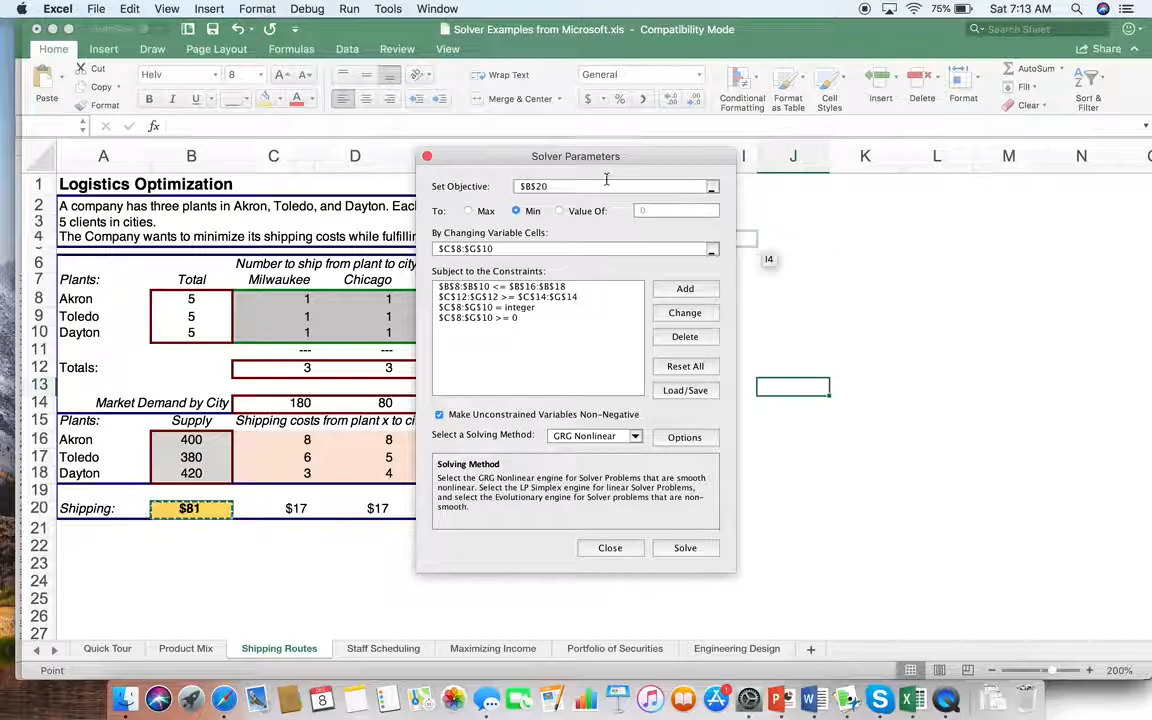 Excel File Edit View Insert Format Debug Run Tools Window 75% Sat 7:13 AM
Solver Examples from Microsoft.xls - Compatibility Mode
Search Sheet
Home Insert Draw Page Layout Formulas Data Review View Share
Paste Cut Copy Format
Helv 8 A A
B I U A
Wrap Text
Merge & Center
General
$ % )
Conditional Formatting
Format as Table
Cell Styles
Insert Delete Format
AutoSum
Fill
Clear
Sort & Filter
fx
A B C D I J K L M N
1 Logistics Optimization
2 A company has three plants in Akron, Toledo, and Dayton. Eac
3 5 clients in cities.
4 The Company wants to minimize its shipping costs while fulfillin
6 Number to ship from plant to city
7 Plants: Total Milwaukee Chicago
8 Akron 5 1 1
9 Toledo 5 1 1
10 Dayton 5 1 1
11 --- ---
12 Totals: 3 3
13
14 Market Demand by City 180 80
15 Plants: Supply Shipping costs from plant x to ci
16 Akron 400 8 8
17 Toledo 380 6 5
18 Dayton 420 3 4
19
20 Shipping: $81 $17 $17
21
22
23
24
25
26
27
I4
Solver Parameters
Set Objective: $B$20
To: Max Min Value Of: 0
By Changing Variable Cells:
$C$8:$G$10
Subject to the Constraints:
$B$8:$B$10 <= $B$16:$B$18
$C$12:$G$12 >= $C$14:$G$14
$C$8:$G$10 = integer
$C$8:$G$10 >= 0
Add
Change
Delete
Reset All
Load/Save
Make Unconstrained Variables Non-Negative
Select a Solving Method: GRG Nonlinear Options
Solving Method
Select the GRG Nonlinear engine for Solver Problems that are smooth
nonlinear. Select the LP Simplex engine for linear Solver Problems,
and select the Evolutionary engine for Solver problems that are non-
smooth.
Close Solve
Quick Tour Product Mix Shipping Routes Staff Scheduling Maximizing Income Portfolio of Securities Engineering Design +
Point 200%